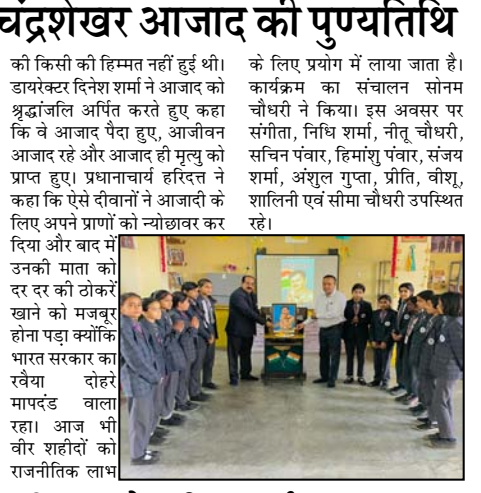 चंद्रशेखर आजाद की पुण्यतिथि
की किसी की हिम्मत नहीं हुई थी।
डायरेक्टर दिनेश शर्मा ने आजाद को
श्रद्धांजलि अर्पित करते हुए कहा
कि वे आजाद पैदा हुए, आजीवन
आजाद रहे और आजाद ही मृत्यु को
प्राप्त हुए। प्रधानाचार्य हरिदत्त ने
कहा कि ऐसे दीवानों ने आजादी के
लिए अपने प्राणों को न्योछावर कर
दिया और बाद में
उनकी माता को
दर दर की ठोकरें
खाने को मजबूर
होना पड़ा क्योंकि
भारत सरकार का
रवैया दोहरे
मापदंड वाला
रहा। आज भी
वीर शहीदों को
राजनीतिक लाभ
के लिए प्रयोग में लाया जाता है।
कार्यक्रम का संचालन सोनम
चौधरी ने किया। इस अवसर पर
संगीता, निधि शर्मा, नीतू चौधरी,
सचिन पंवार, हिमांशु पंवार, संजय
शर्मा, अंशुल गुप्ता, प्रीति, वीशू,
शालिनी एवं सीमा चौधरी उपस्थित
रहे।